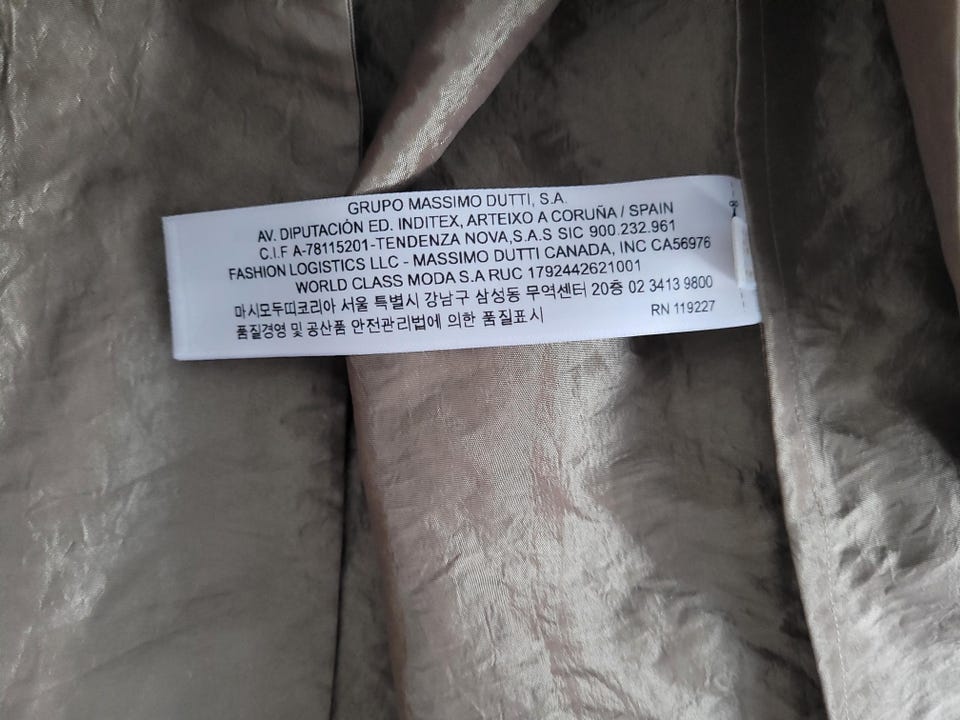 GRUPO MASSIMO DUTTI, S.A.
AV. DIPUTACIÓN ED. INDITEX, ARTEIXO A CORUÑA / SPAIN
C.I.F A-78115201-TENDENZA NOVA,S.A.S SIC 900.232.961
FASHION LOGISTICS LLC - MASSIMO DUTTI CANADA, INC CA56976
WORLD CLASS MODA S.A RUC 1792442621001
마시모두띠코리아 서울 특별시 강남구 삼성동 무역센터 20층 02 3413 9800
품질경영 및 공산품 안전관리법에 의한 품질표시 RN 119227